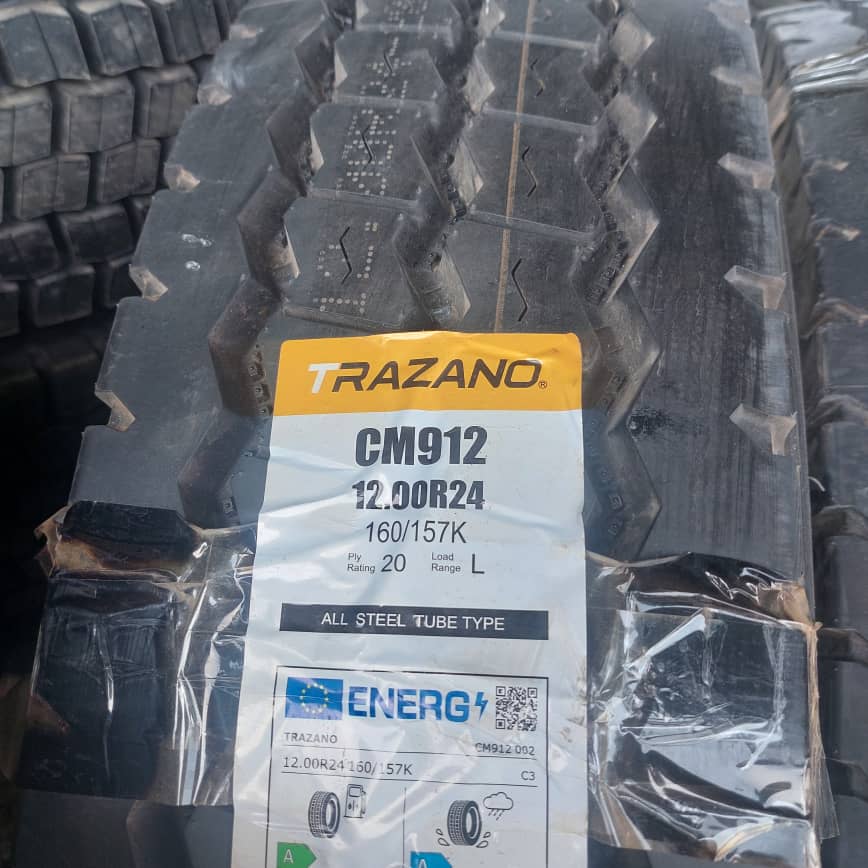 TRAZANO®
CM912
12.00R24
160/157K
Ply Rating 20 Load Range L
ALL STEEL TUBE TYPE
ENERG
TRAZANO CM912 002
12.00R24 160/157K C3
A A